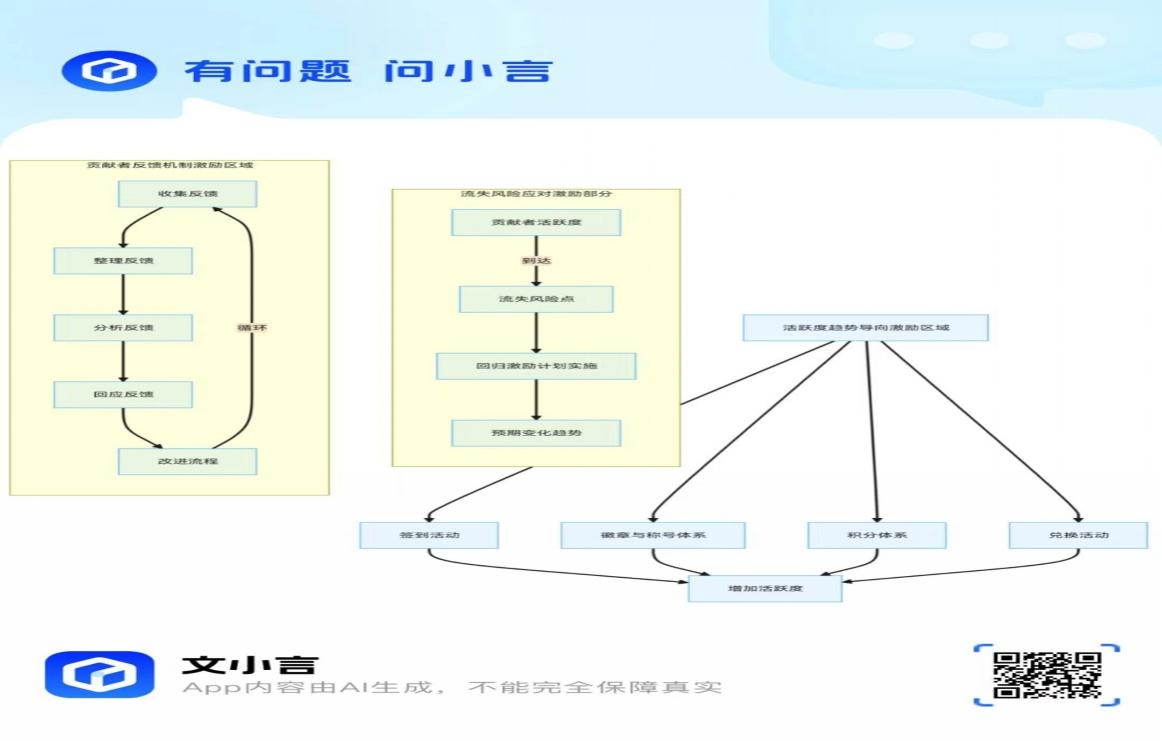 有问题 问小言
贡献者反馈机制激励区域
收集反馈
整理反馈
分析反馈
循环
回应反馈
改进流程
流失风险应对激励部分
贡献者活跃度
到达
流失风险点
回归激励计划实施
预期变化趋势
活跃度趋势导向激励区域
签到活动
徽章与称号体系
积分体系
兑换活动
增加活跃度
文小言
App内容由AI生成，不能完全保障真实